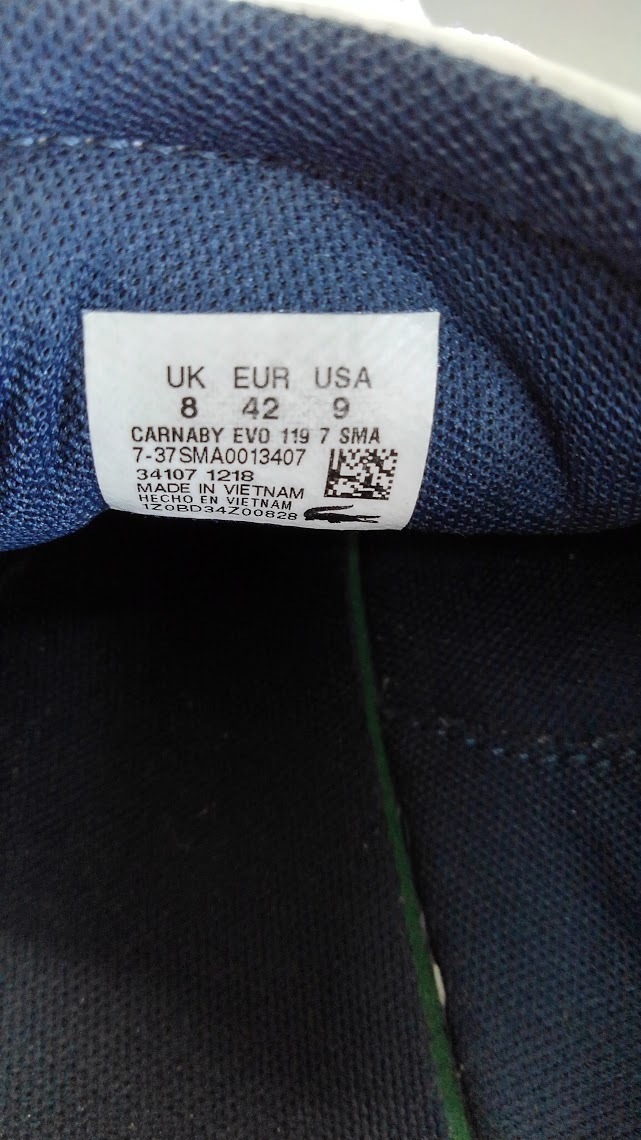 UK EUR USA
8 42 9
CARNABY EVO 119 7 SMA
7-37SMA0013407
34107 1218
MADE IN VIETNAM
HECHO EN VIETNAM
1Z0BD34Z00828